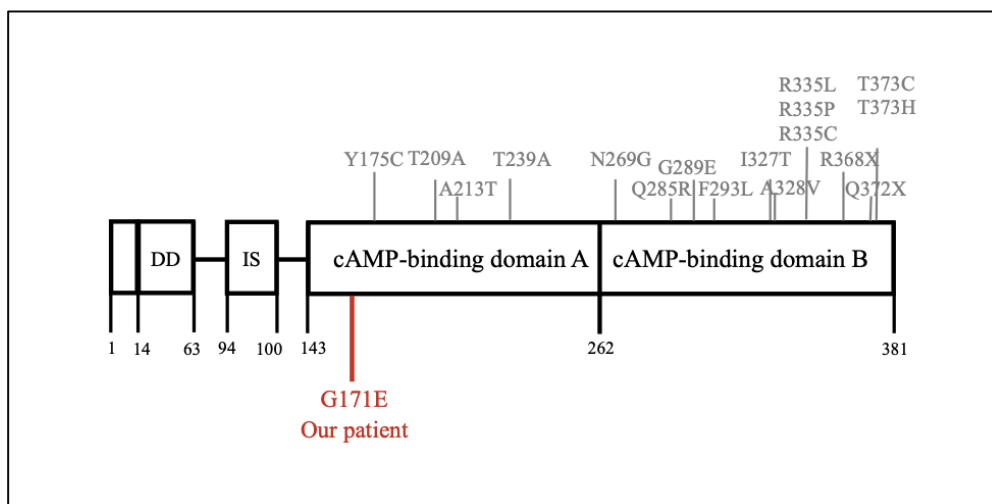 R335L T373C
R335P T373H
R335C
Y175C T209A T239A N269G G289E I327T R368X
A213T Q285R F293L A328V Q372X
DD IS cAMP-binding domain A cAMP-binding domain B
1 14 63 94 100 143 262 381
G171E
Our patient